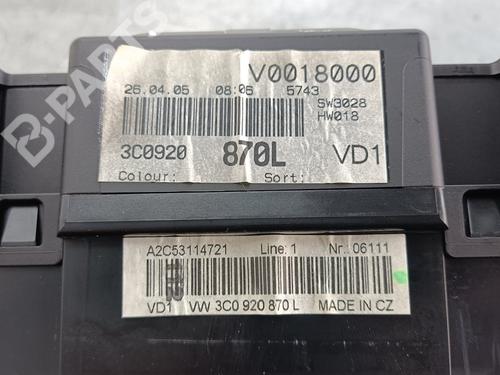 V0018000
26.04.05 08:06 5743
SW3028
HW018
3C0920 870L VD1
Colour: Sort:
A2C53114721 Line: 1 Nr.: 06111
VD1 VW 3C0 920 870 L MADE IN CZ
B-PARTS